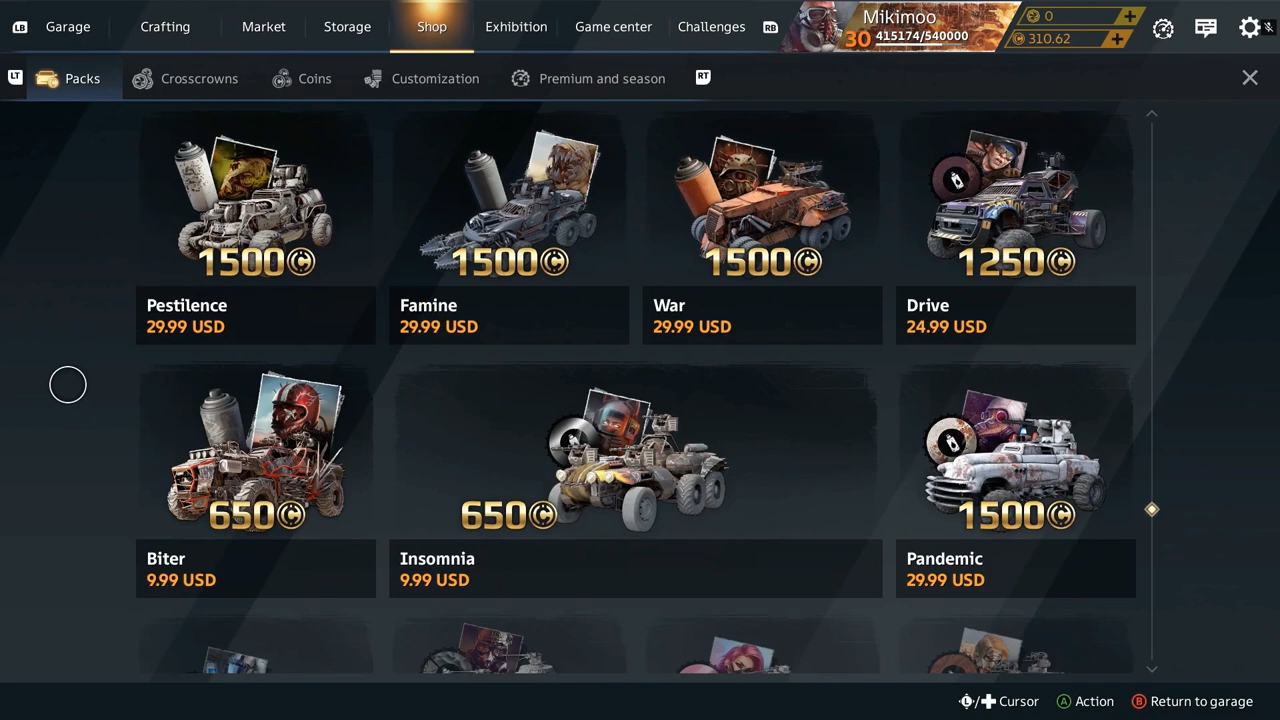 LB Garage Crafting Market Storage Shop Exhibition Game center Challenges RB
Mikimoo
30 415174/540000
0
310.62
LT Packs Crosscrowns Coins Customization Premium and season RT
1500 1500 1500 1250
Pestilence Famine War Drive
29.99 USD 29.99 USD 29.99 USD 24.99 USD
650 650 1500
Biter Insomnia Pandemic
9.99 USD 9.99 USD 29.99 USD
L/ Cursor A Action B Return to garage